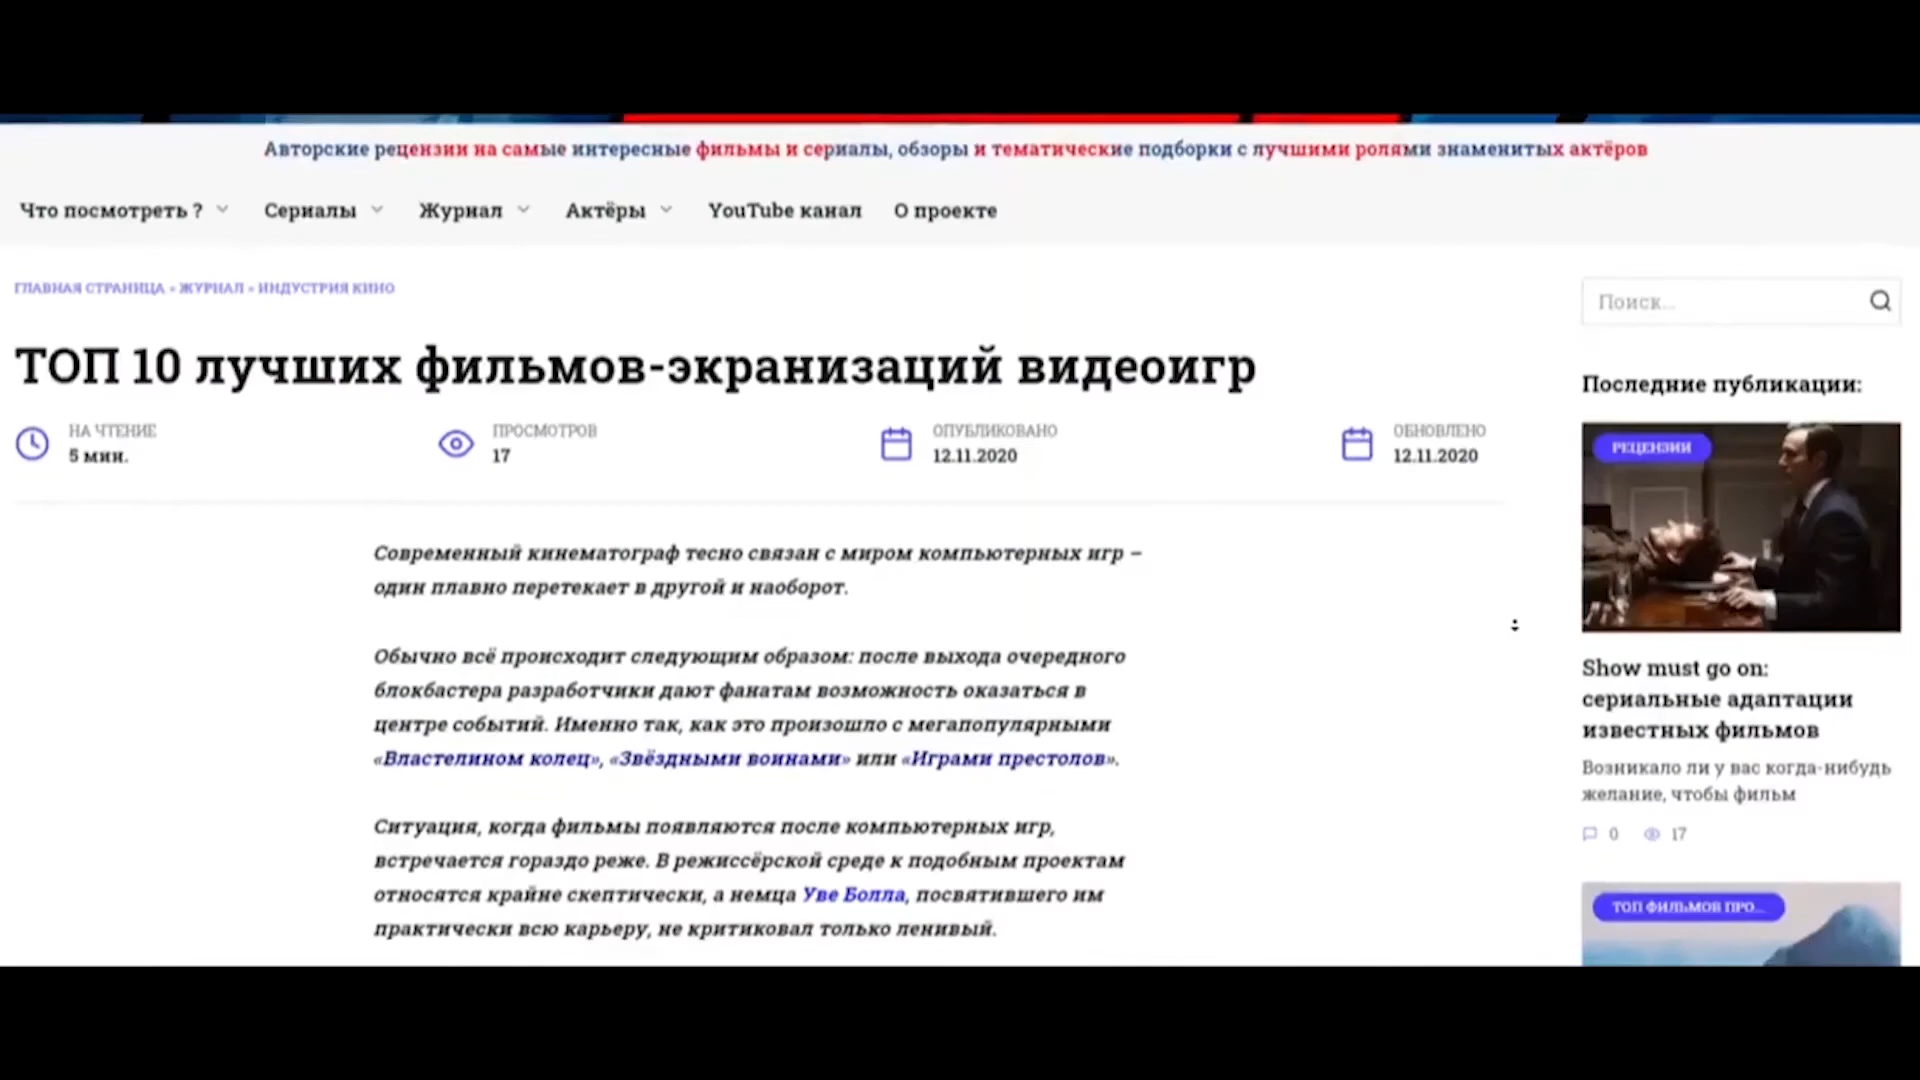 Авторские рецензии на самые интересные фильмы и сериалы, обзоры и тематические подборки с лучшими ролями знаменитых актёров
Что посмотреть ? Сериалы Журнал Актёры YouTube канал О проекте
ГЛАВНАЯ СТРАНИЦА » ЖУРНАЛ » ИНДУСТРИЯ КИНО
ТОП 10 лучших фильмов-экранизаций видеоигр
НА ЧТЕНИЕ
5 мин.
ПРОСМОТРОВ
17
ОПУБЛИКОВАНО
12.11.2020
ОБНОВЛЕНО
12.11.2020
Современный кинематограф тесно связан с миром компьютерных игр –
один плавно перетекает в другой и наоборот.
Обычно всё происходит следующим образом: после выхода очередного
блокбастера разработчики дают фанатам возможность оказаться в
центре событий. Именно так, как это произошло с мегапопулярными
«Властелином колец», «Звёздными воинами» или «Играми престолов».
Ситуация, когда фильмы появляются после компьютерных игр,
встречается гораздо реже. В режиссёрской среде к подобным проектам
относятся крайне скептически, а немца Уве Болла, посвятившего им
практически всю карьеру, не критиковал только ленивый.
Поиск...
Последние публикации:
РЕЦЕНЗИИ
Show must go on:
сериальные адаптации
известных фильмов
Возникало ли у вас когда-нибудь
желание, чтобы фильм
0 17
ТОП ФИЛЬМОВ ПРО...